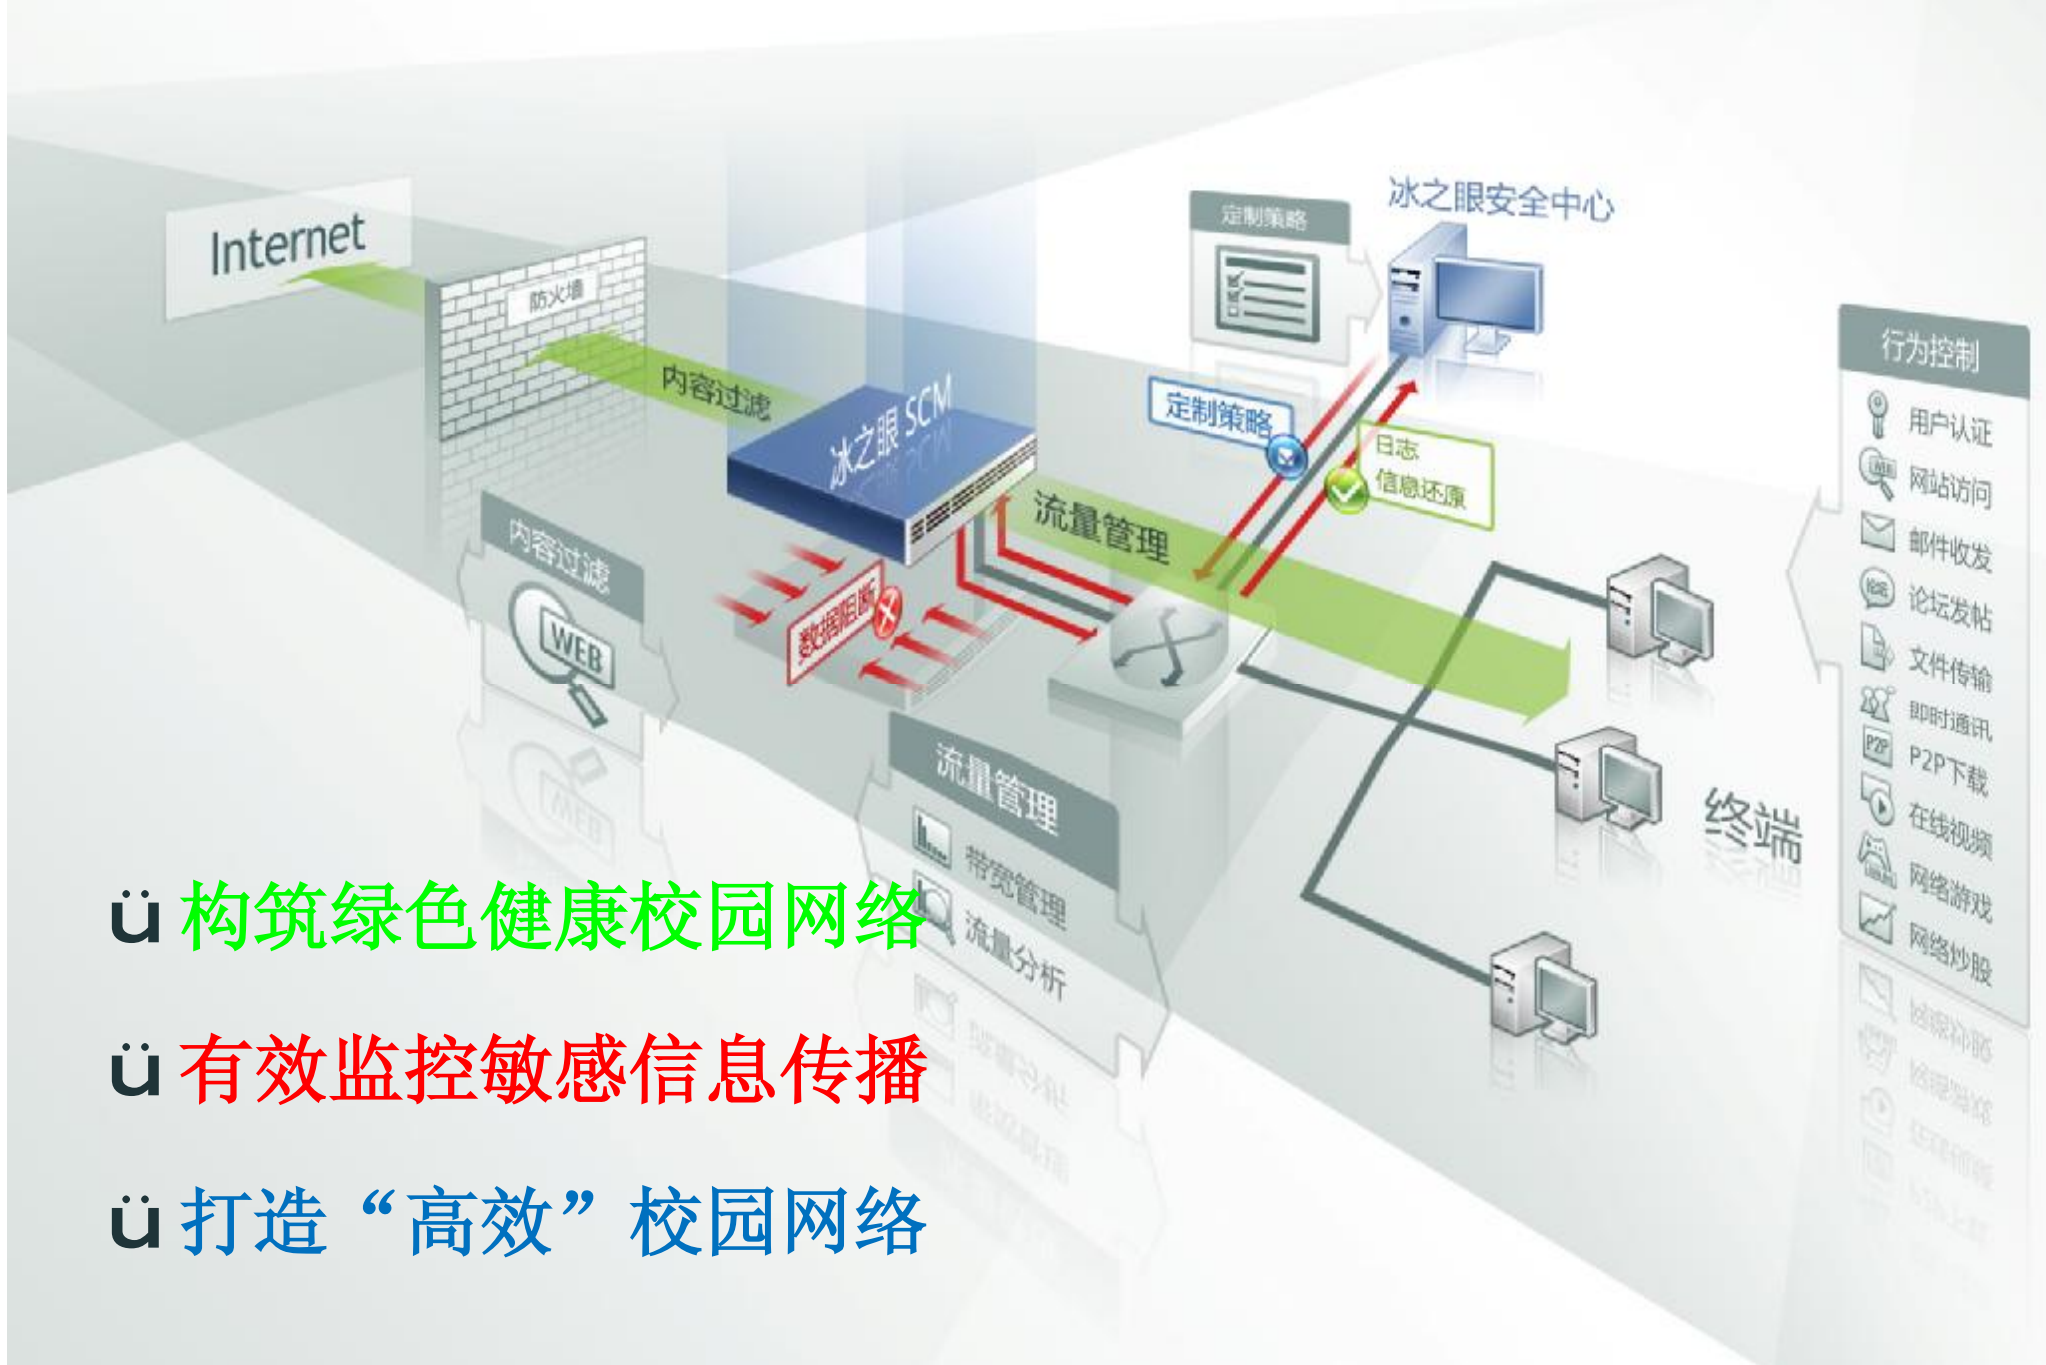 Internet
防火墙
内容过滤
冰之眼 SCM
定制策略
冰之眼安全中心
定制策略
日志
信息还原
流量管理
数据阻断
内容过滤
WEB
流量管理
带宽管理
流量分析
终端
行为控制
用户认证
网站访问
邮件收发
论坛发帖
文件传输
即时通讯
P2P
P2P下载
在线视频
网络游戏
网络炒股
ü 构筑绿色健康校园网络
ü 有效监控敏感信息传播
ü 打造“高效”校园网络